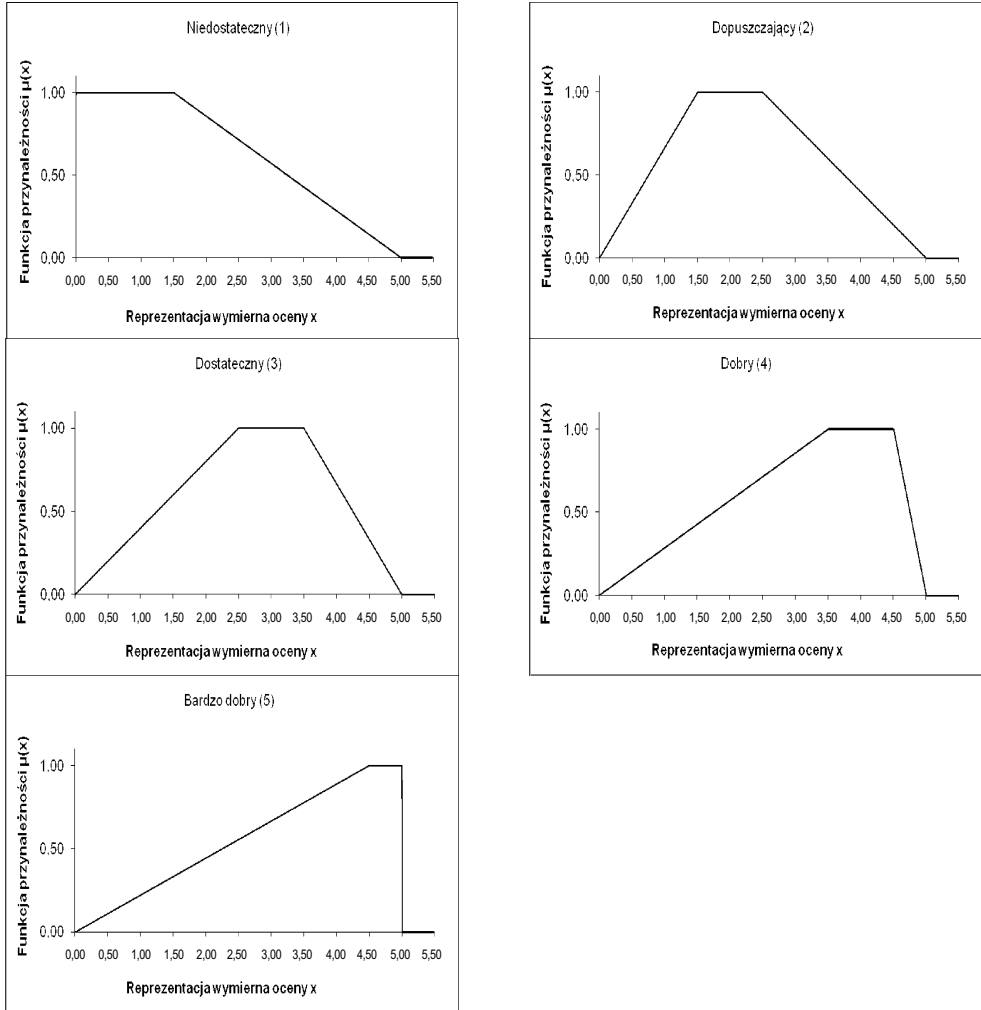 Niedostateczny (1)
Funkcja przynależności µ(x)
1.00
0.50
0.00
0,00 0,50 1,00 1,50 2,00 2,50 3,00 3,50 4,00 4,50 5,00 5,50
Reprezentacja wymierna oceny x
Dopuszczający (2)
Funkcja przynależności µ(x)
1.00
0.50
0.00
0,00 0,50 1,00 1,50 2,00 2,50 3,00 3,50 4,00 4,50 5,00 5,50
Reprezentacja wymierna oceny x
Dostateczny (3)
Funkcja przynależności µ(x)
1.00
0.50
0.00
0,00 0,50 1,00 1,50 2,00 2,50 3,00 3,50 4,00 4,50 5,00 5,50
Reprezentacja wymierna oceny x
Dobry (4)
Funkcja przynależności µ(x)
1.00
0.50
0.00
0,00 0,50 1,00 1,50 2,00 2,50 3,00 3,50 4,00 4,50 5,00 5,50
Reprezentacja wymierna oceny x
Bardzo dobry (5)
Funkcja przynależności µ(x)
1.00
0.50
0.00
0,00 0,50 1,00 1,50 2,00 2,50 3,00 3,50 4,00 4,50 5,00 5,50
Reprezentacja wymierna oceny x